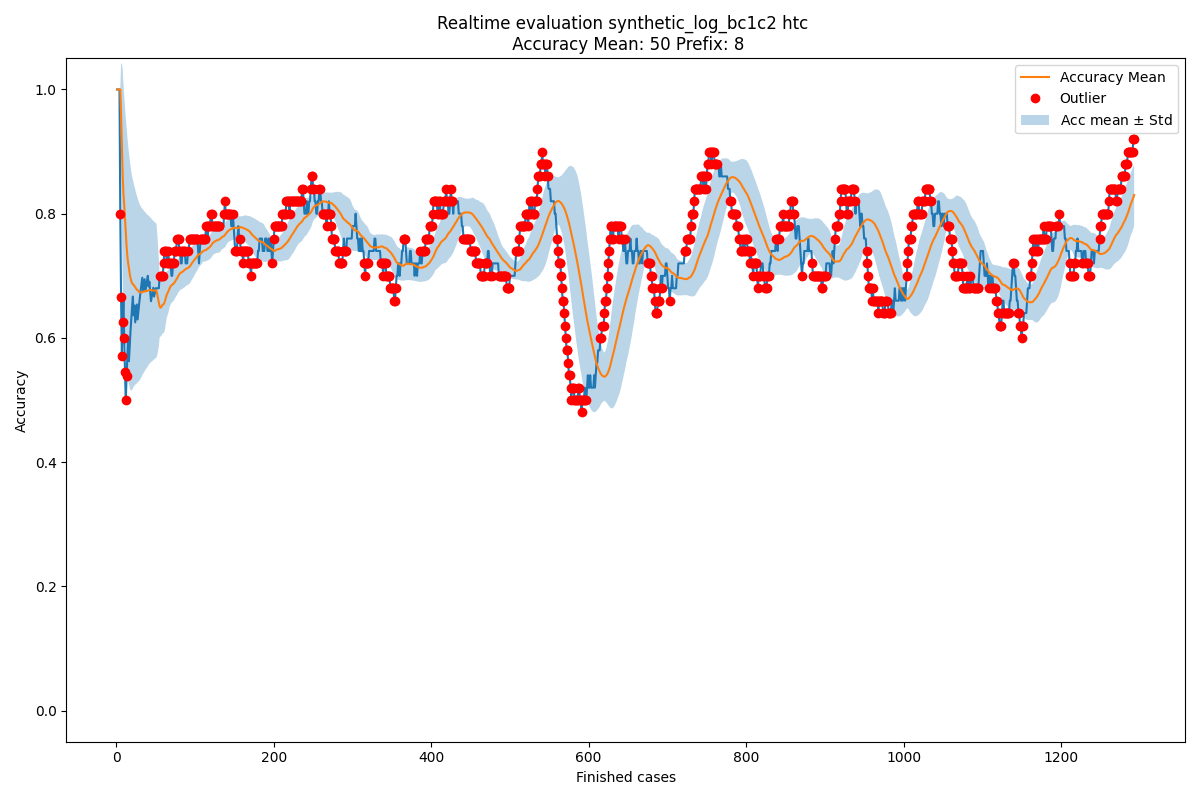 Realtime evaluation synthetic_log_bc1c2 htc
Accuracy Mean: 50 Prefix: 8
Accuracy Mean
Outlier
Acc mean ± Std
1.0
0.8
0.6
0.4
0.2
0.0
Accuracy
0
200
400
600
800
1000
1200
Finished cases